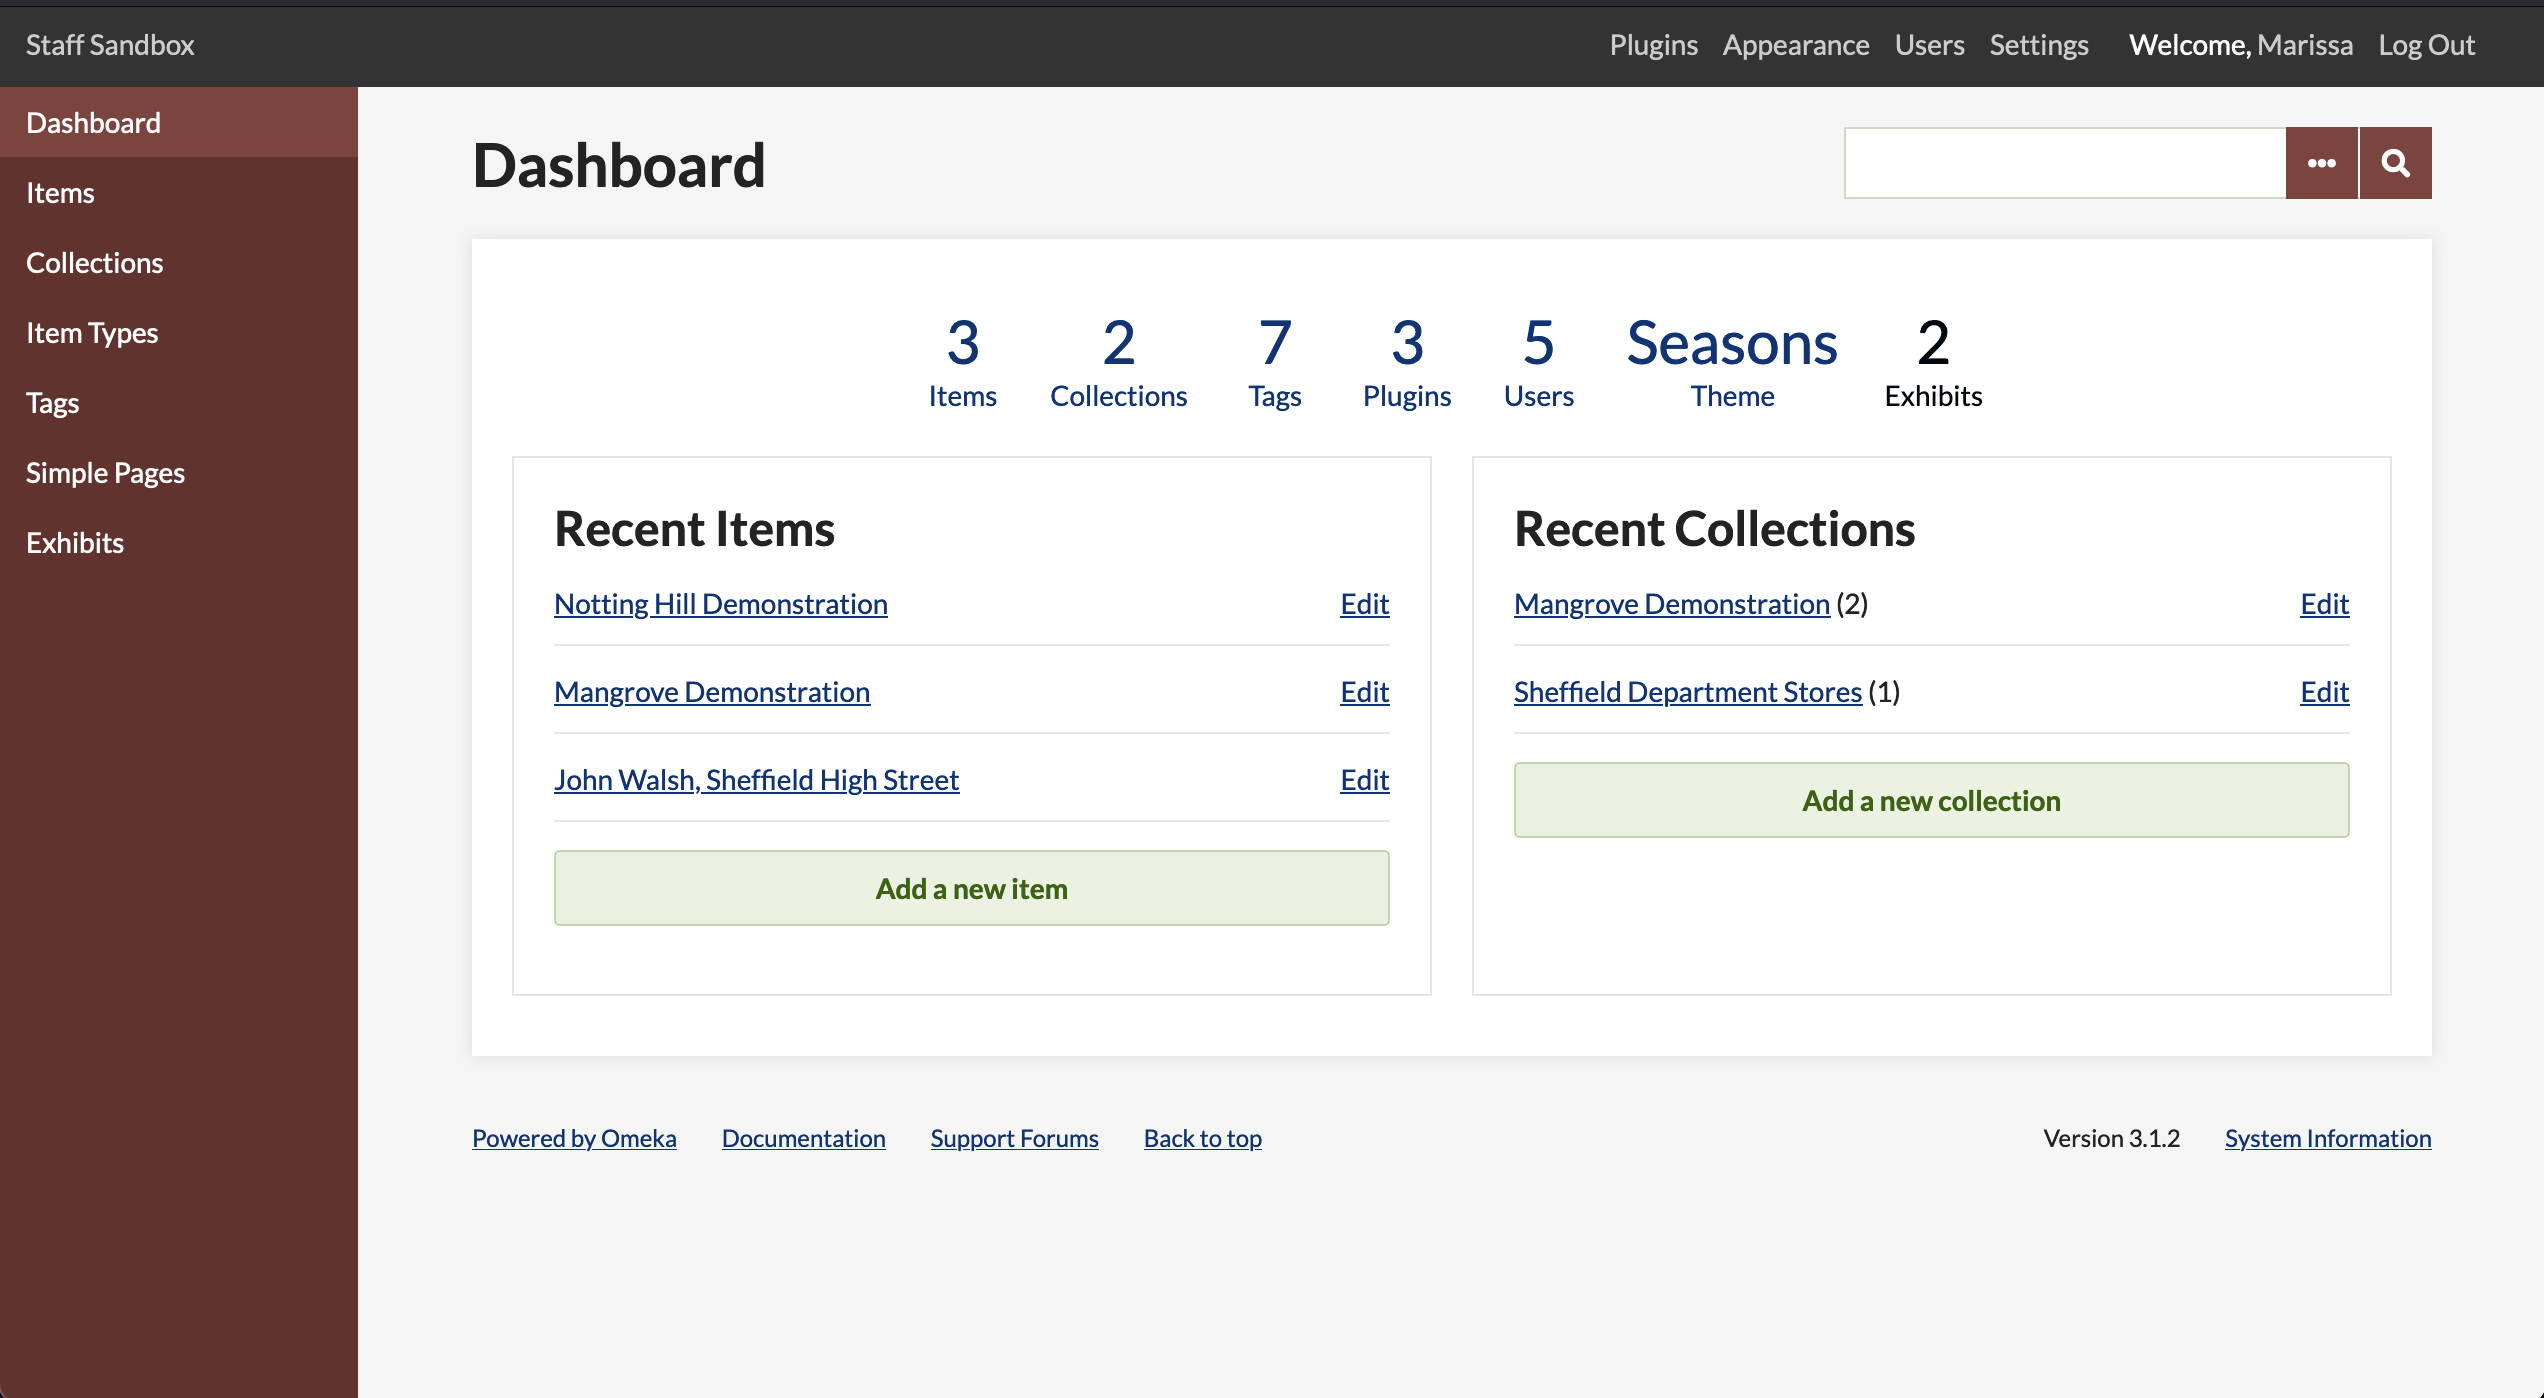 Staff Sandbox
Plugins Appearance Users Settings Welcome, Marissa Log Out
Dashboard
Items
Collections
Item Types
Tags
Simple Pages
Exhibits
Dashboard
3 2 7 3 5 Seasons 2
Items Collections Tags Plugins Users Theme Exhibits
Recent Items
Notting Hill Demonstration Edit
Mangrove Demonstration Edit
John Walsh, Sheffield High Street Edit
Add a new item
Recent Collections
Mangrove Demonstration (2) Edit
Sheffield Department Stores (1) Edit
Add a new collection
Powered by Omeka Documentation Support Forums Back to top
Version 3.1.2 System Information